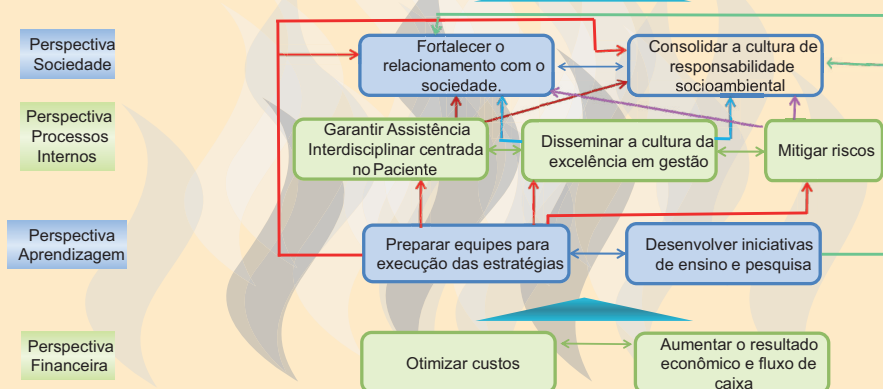 Perspectiva
Sociedade
Fortalecer o
relacionamento com o
sociedade.
Consolidar a cultura de
responsabilidade
socioambiental
Perspectiva
Processos
Internos
Garantir Assistência
Interdisciplinar centrada
no Paciente
Disseminar a cultura da
excelência em gestão
Mitigar riscos
Perspectiva
Aprendizagem
Preparar equipes para
execução das estratégias
Desenvolver iniciativas
de ensino e pesquisa
Perspectiva
Financeira
Otimizar custos
Aumentar o resultado
econômico e fluxo de
caixa